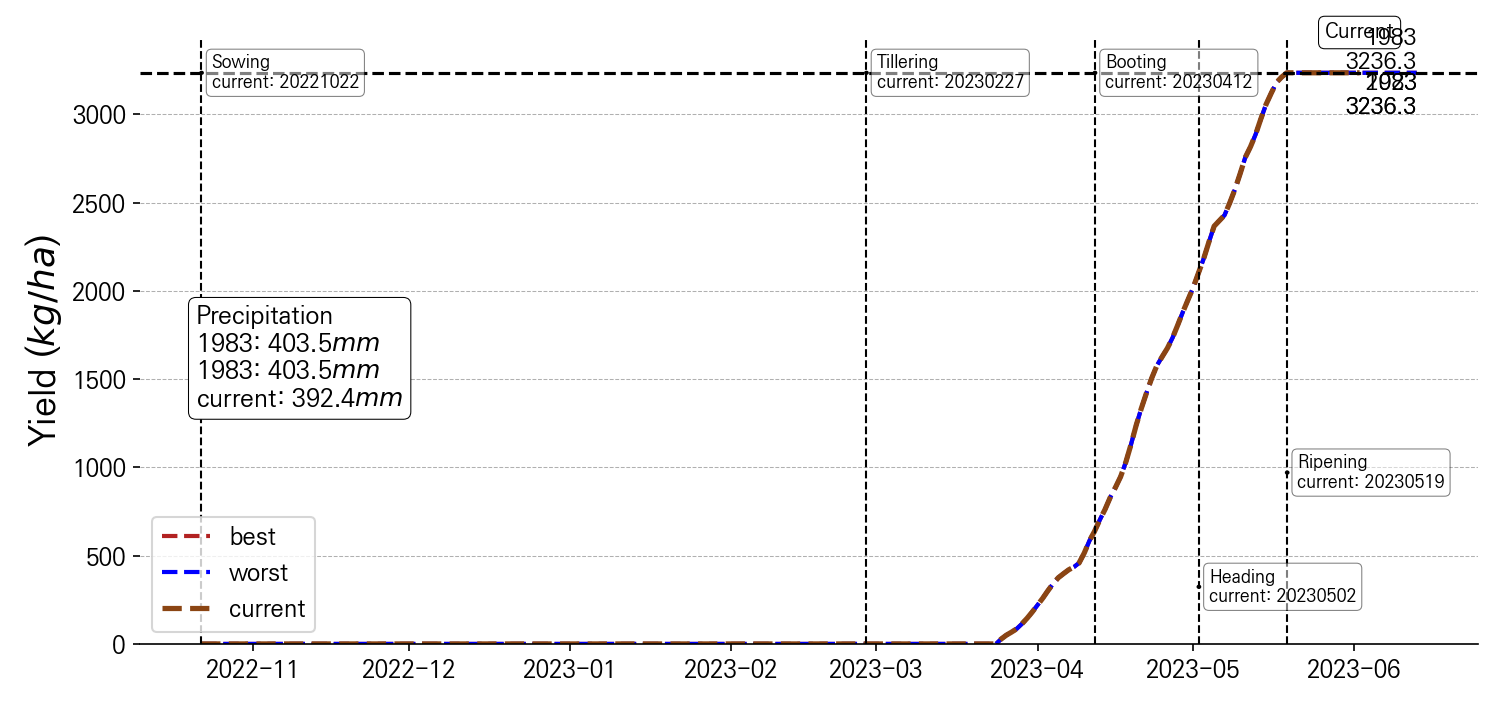 Current
1983
3236.3
1983
3236.3
Sowing
current: 20221022
Tillering
current: 20230227
Booting
current: 20230412
3000
2500
2000
1500
1000
500
0
Yield (kg/ha)
Precipitation
1983: 403.5mm
1983: 403.5mm
current: 392.4mm
Ripening
current: 20230519
Heading
current: 20230502
best
worst
current
2022-11
2022-12
2023-01
2023-02
2023-03
2023-04
2023-05
2023-06